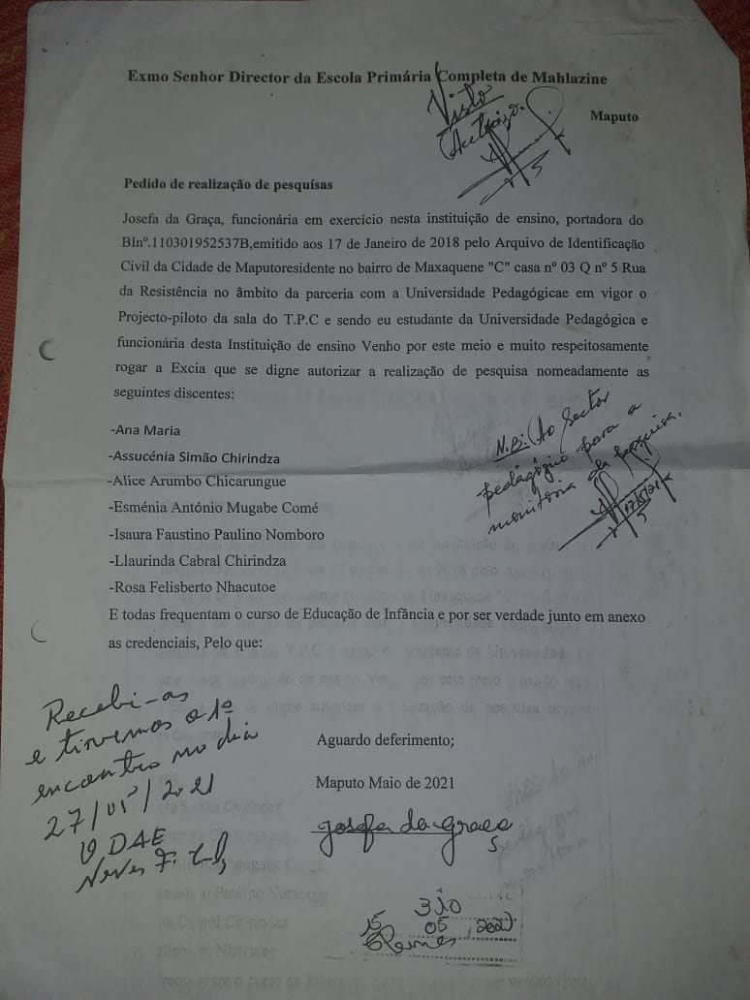 Exmo Senhor Director da Escola Primária Completa de Mahlazine
Visto
Autorizo.
Maputo
Pedido de realização de pesquísas
Josefa da Graça, funcionária em exercício nesta instituição de ensino, portadora do
BInº.110301952537B,emitido aos 17 de Janeiro de 2018 pelo Arquivo de Identificação
Civil da Cidade de Maputoresidente no bairro de Maxaquene "C" casa nº 03 Q nº 5 Rua
da Resistência no âmbito da parceria com a Universidade Pedagógicae em vigor o
Projecto-piloto da sala do T.P.C e sendo eu estudante da Universidade Pedagógica e
funcionária desta Instituição de ensino Venho por este meio e muito respeitosamente
rogar a Excia que se digne autorizar a realização de pesquisa nomeadamente as
seguintes discentes:
-Ana Maria
-Assucénia Simão Chirindza
-Alice Arumbo Chicarungue
-Esménia António Mugabe Comé
-Isaura Faustino Paulino Nomboro
-Llaurinda Cabral Chirindza
-Rosa Felisberto Nhacutoe
N.B: Ao Sector
pedagógico para a
monitoria da pesquisa.
17/5/21
E todas frequentam o curso de Educação de Infância e por ser verdade junto em anexo
as credenciais, Pelo que:
Recebi-as
e tivemos o 1º
encontro no dia
27/05/2021
O DAE
Neves F.
Aguardo deferimento;
Maputo Maio de 2021
Josefa da Graça
310
15 05 2021